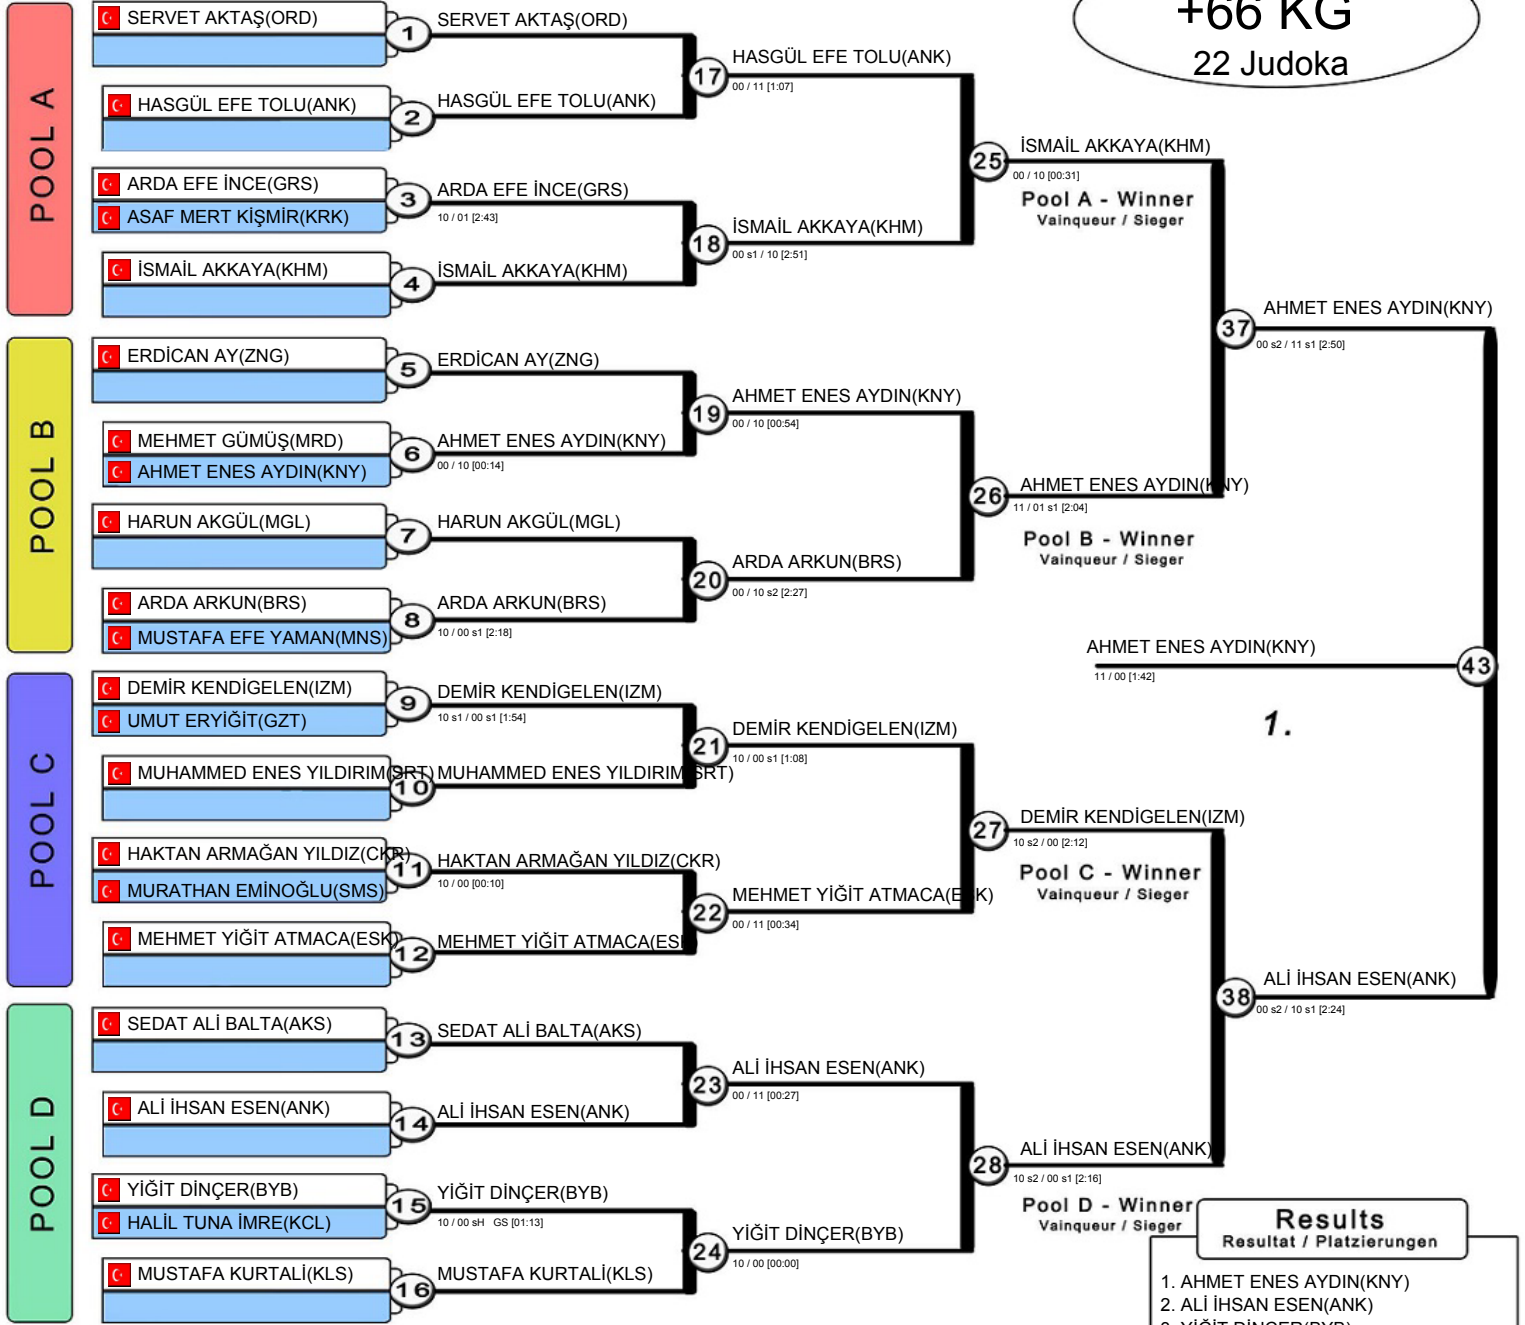 +66 KG
22 Judoka
POOL A
SERVET AKTAŞ(ORD)
1
SERVET AKTAŞ(ORD)
HASGÜL EFE TOLU(ANK)
2
HASGÜL EFE TOLU(ANK)
17
HASGÜL EFE TOLU(ANK)
00 / 11 [1:07]
ARDA EFE İNCE(GRS)
ASAF MERT KİŞMİR(KRK)
3
ARDA EFE İNCE(GRS)
10 / 01 [2:43]
İSMAİL AKKAYA(KHM)
4
İSMAİL AKKAYA(KHM)
18
İSMAİL AKKAYA(KHM)
00 s1 / 10 [2:51]
25
İSMAİL AKKAYA(KHM)
00 / 10 [00:31]
Pool A - Winner
Vainqueur / Sieger
POOL B
ERDİCAN AY(ZNG)
5
ERDİCAN AY(ZNG)
MEHMET GÜMÜŞ(MRD)
AHMET ENES AYDIN(KNY)
6
AHMET ENES AYDIN(KNY)
00 / 10 [00:14]
19
AHMET ENES AYDIN(KNY)
00 / 10 [00:54]
HARUN AKGÜL(MGL)
7
HARUN AKGÜL(MGL)
ARDA ARKUN(BRS)
MUSTAFA EFE YAMAN(MNS)
8
ARDA ARKUN(BRS)
10 / 00 s1 [2:18]
20
ARDA ARKUN(BRS)
00 / 10 s2 [2:27]
26
AHMET ENES AYDIN(KNY)
11 / 01 s1 [2:04]
Pool B - Winner
Vainqueur / Sieger
37
AHMET ENES AYDIN(KNY)
00 s2 / 11 s1 [2:50]
AHMET ENES AYDIN(KNY)
43
11 / 00 [1:42]
1.
POOL C
DEMİR KENDİGELEN(IZM)
UMUT ERYİĞİT(GZT)
9
DEMİR KENDİGELEN(IZM)
10 s1 / 00 s1 [1:54]
MUHAMMED ENES YILDIRIM(SRT)
10
MUHAMMED ENES YILDIRIM(SRT)
21
DEMİR KENDİGELEN(IZM)
10 / 00 s1 [1:08]
HAKTAN ARMAĞAN YILDIZ(CKR)
MURATHAN EMİNOĞLU(SMS)
11
HAKTAN ARMAĞAN YILDIZ(CKR)
10 / 00 [00:10]
MEHMET YİĞİT ATMACA(ESK)
12
MEHMET YİĞİT ATMACA(ESK)
22
MEHMET YİĞİT ATMACA(ESK)
00 / 11 [00:34]
27
DEMİR KENDİGELEN(IZM)
10 s2 / 00 [2:12]
Pool C - Winner
Vainqueur / Sieger
POOL D
SEDAT ALİ BALTA(AKS)
13
SEDAT ALİ BALTA(AKS)
ALİ İHSAN ESEN(ANK)
14
ALİ İHSAN ESEN(ANK)
23
ALİ İHSAN ESEN(ANK)
00 / 11 [00:27]
YİĞİT DİNÇER(BYB)
HALİL TUNA İMRE(KCL)
15
YİĞİT DİNÇER(BYB)
10 / 00 sH GS [01:13]
MUSTAFA KURTALİ(KLS)
16
MUSTAFA KURTALİ(KLS)
24
YİĞİT DİNÇER(BYB)
10 / 00 [00:00]
28
ALİ İHSAN ESEN(ANK)
10 s2 / 00 s1 [2:16]
Pool D - Winner
Vainqueur / Sieger
38
ALİ İHSAN ESEN(ANK)
00 s2 / 10 s1 [2:24]
Results
Resultat / Platzierungen
1. AHMET ENES AYDIN(KNY)
2. ALİ İHSAN ESEN(ANK)
3. YİĞİT DİNÇER(BYB)